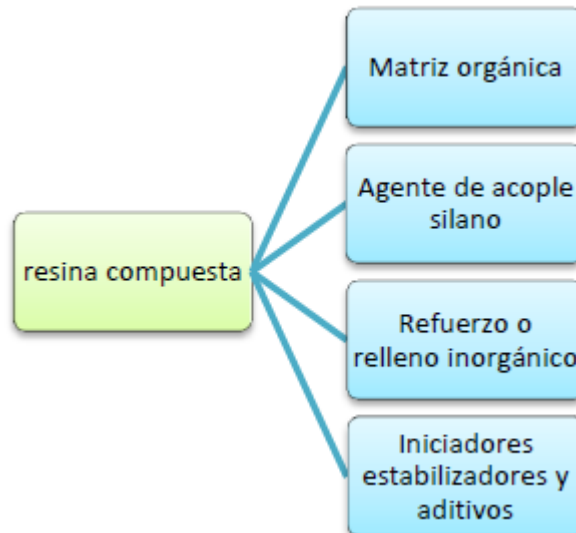 resina compuesta
Matriz orgánica
Agente de acople
silano
Refuerzo o
relleno inorgánico
Iniciadores
estabilizadores y
aditivos